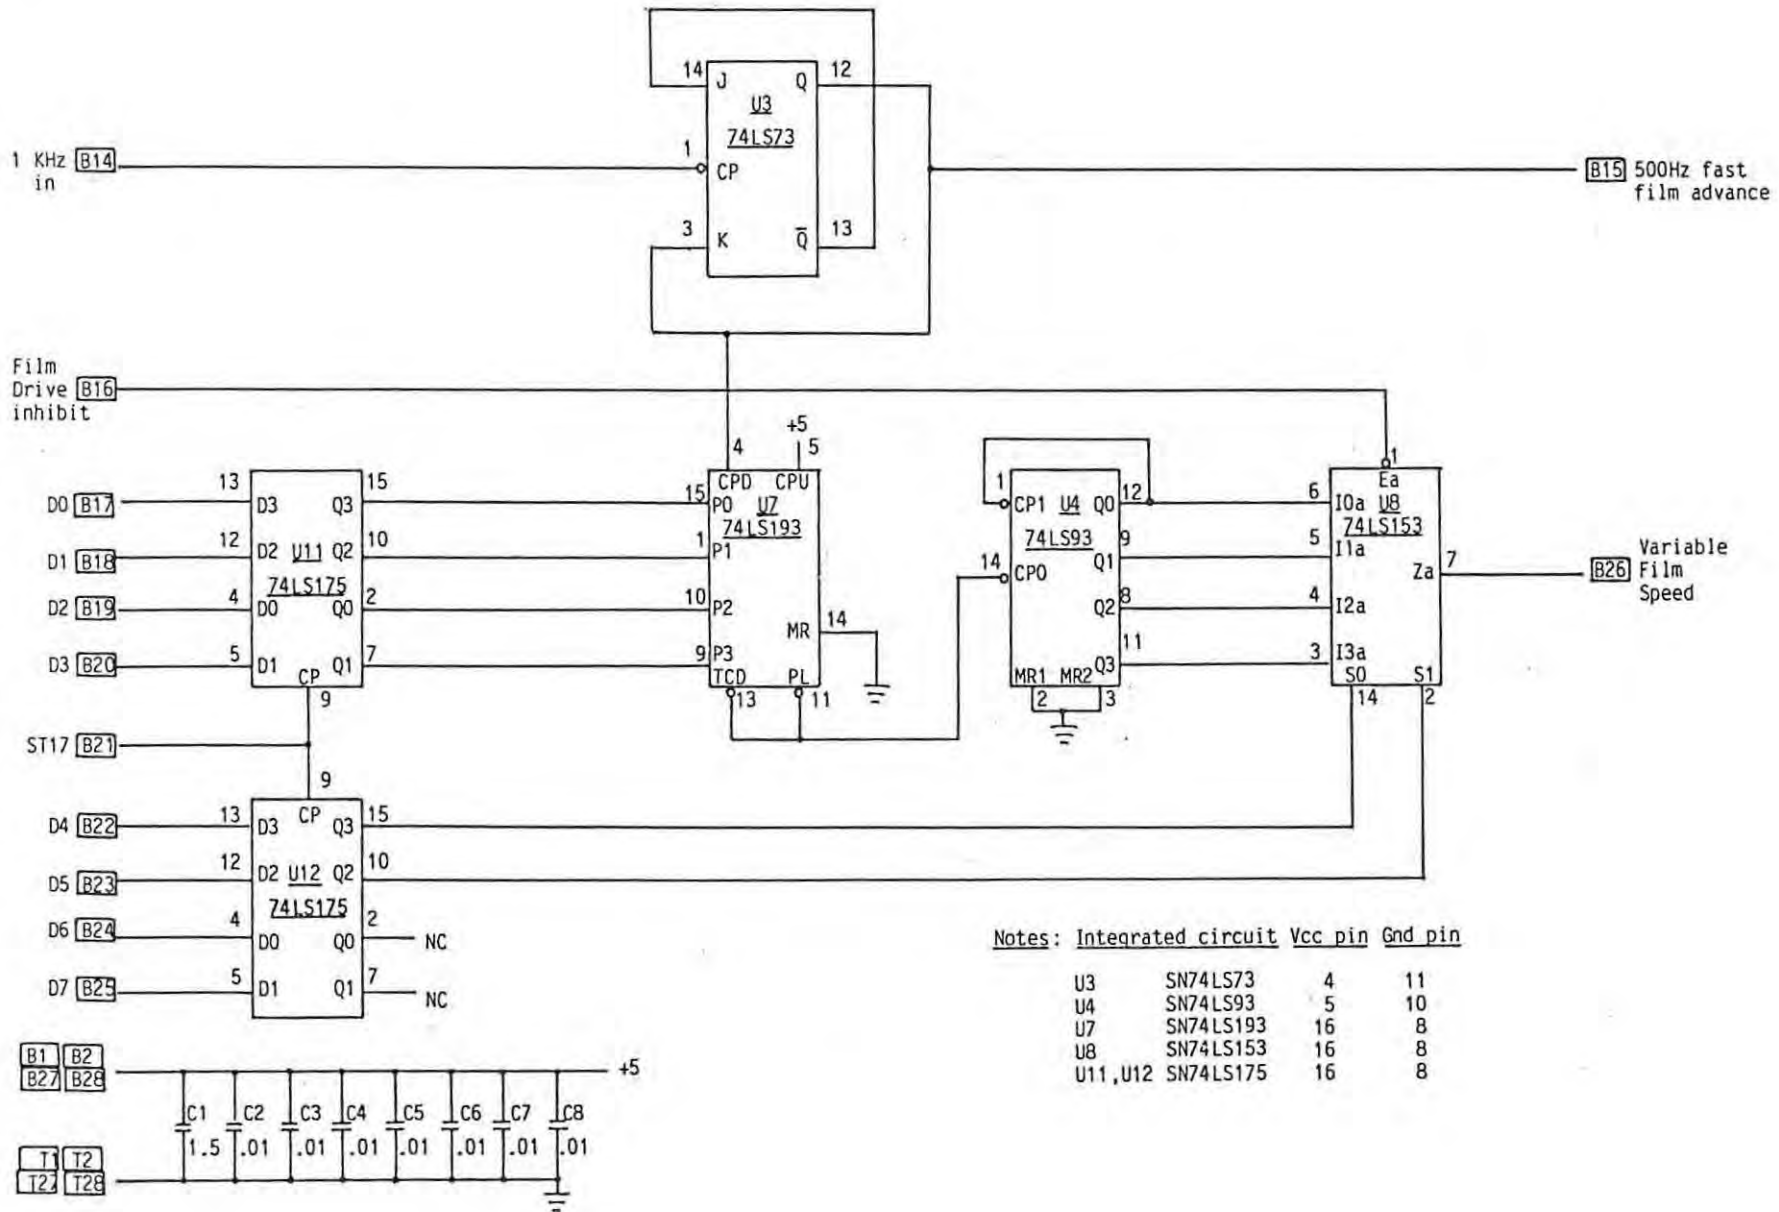 14 J Q 12
U3
74LS73
1 KHz B14
in
1 CP
B15 500Hz fast
film advance
3 K Q̅ 13
Film
Drive B16
inhibit
+5
4 5
1
13 15
CPD CPU
Ea
D0 B17 D3 Q3 15 P0 U7
74LS193
1 CP1 U4 Q0 12
74LS93
6 I0a U8
74LS153
D1 B18 12 D2 U11 Q2 10
74LS175
1 P1
9 Q1
5 I1a
14 CP0
Za 7
B26 Variable
Film
Speed
D2 B19 4 D0 Q0 2
10 P2
Q2 8
4 I2a
MR 14
D3 B20 5 D1 Q1 7
9 P3
11 Q3
3 I3a
CP
9
TCD PL
13 11
MR1 MR2
2 3
S0 S1
14 2
ST17 B21
9
D4 B22 13 D3 CP Q3 15
D5 B23 12 D2 U12 Q2 10
74LS175
D6 B24 4 D0 Q0 2 NC
D7 B25 5 D1 Q1 7 NC
Notes: Integrated circuit Vcc pin Gnd pin
U3 SN74LS73 4 11
U4 SN74LS93 5 10
U7 SN74LS193 16 8
U8 SN74LS153 16 8
U11,U12 SN74LS175 16 8
B1 B2
B27 B28
+5
C1 C2 C3 C4 C5 C6 C7 C8
1.5 .01 .01 .01 .01 .01 .01 .01
T1 T2
T27 T28